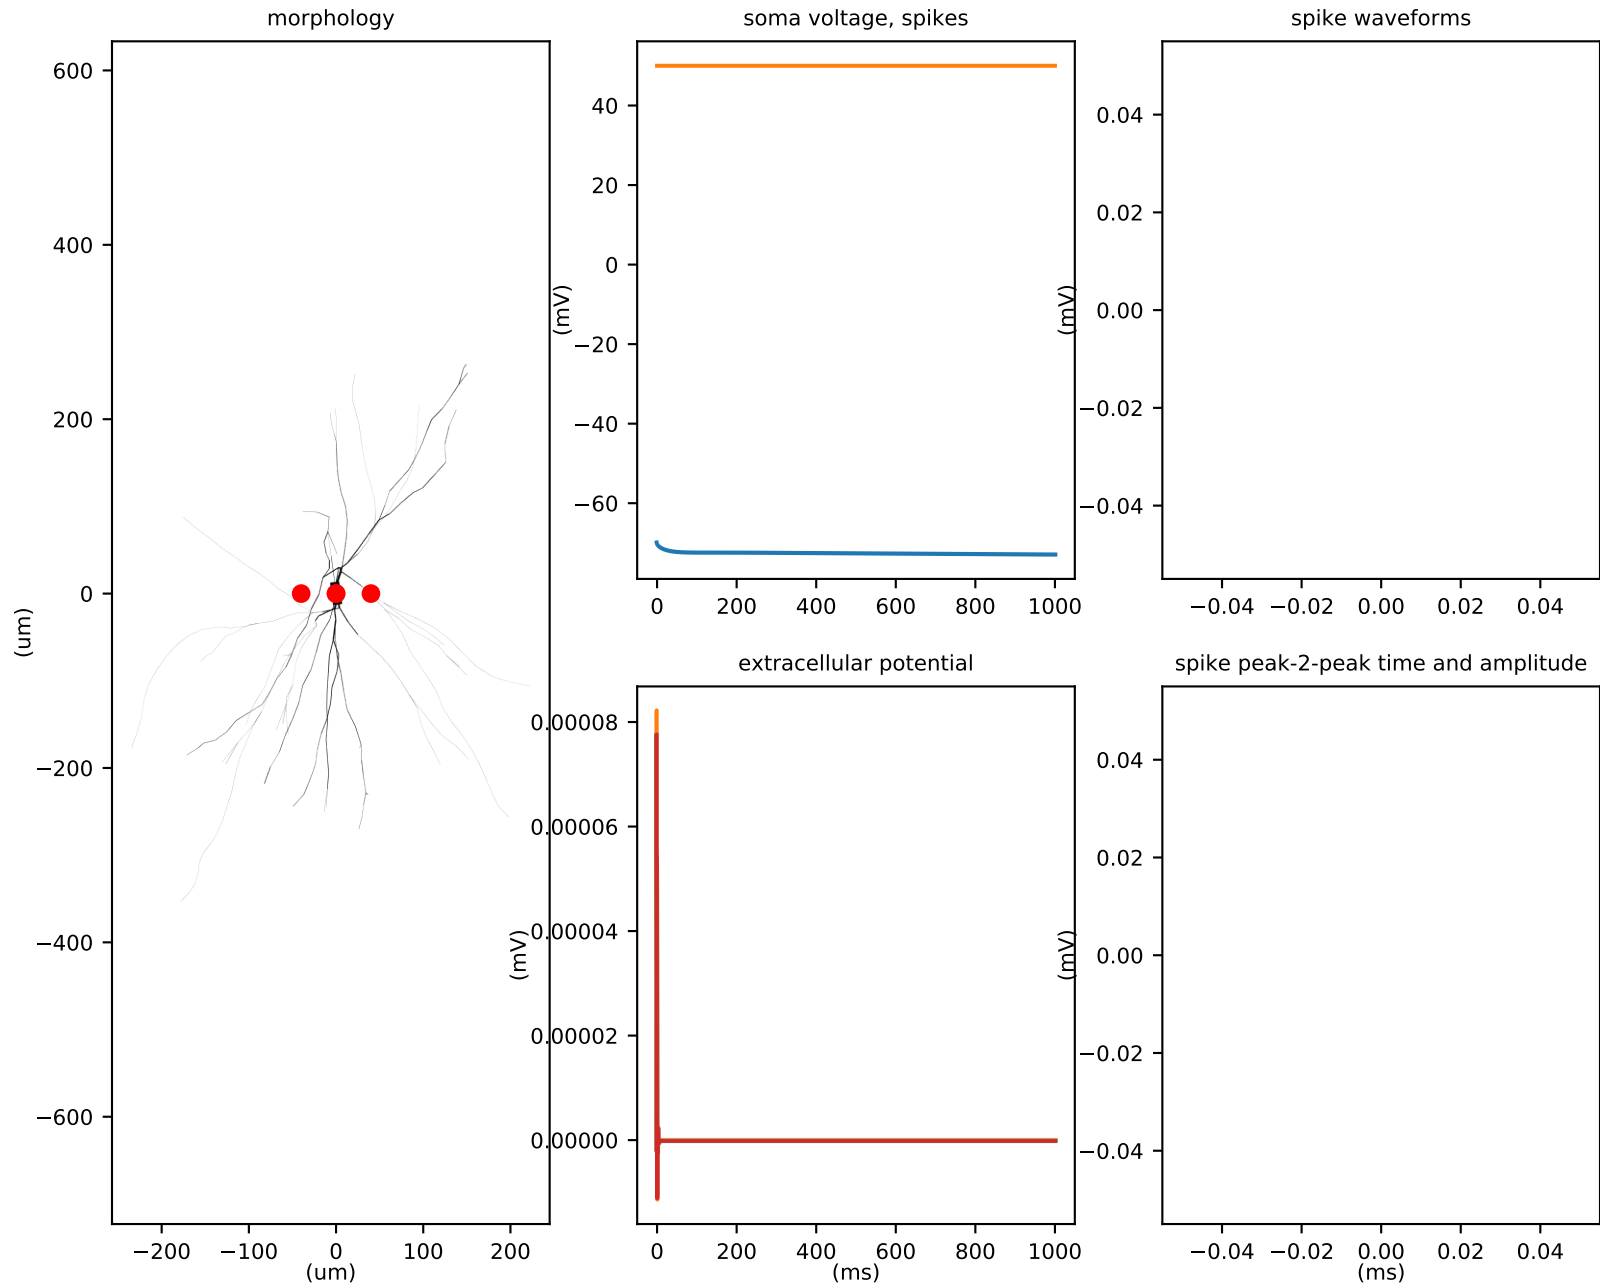 morphology
600
400
200
0
−200
−400
−600
(um)
−200 −100 0 100 200
(um)
soma voltage, spikes
40
20
0
−20
−40
−60
(mV)
0 200 400 600 800 1000
spike waveforms
0.04
0.02
0.00
−0.02
−0.04
(mV)
−0.04 −0.02 0.00 0.02 0.04
extracellular potential
0.00008
0.00006
0.00004
0.00002
0.00000
(mV)
0 200 400 600 800 1000
(ms)
spike peak-2-peak time and amplitude
0.04
0.02
0.00
−0.02
−0.04
(mV)
−0.04 −0.02 0.00 0.02 0.04
(ms)